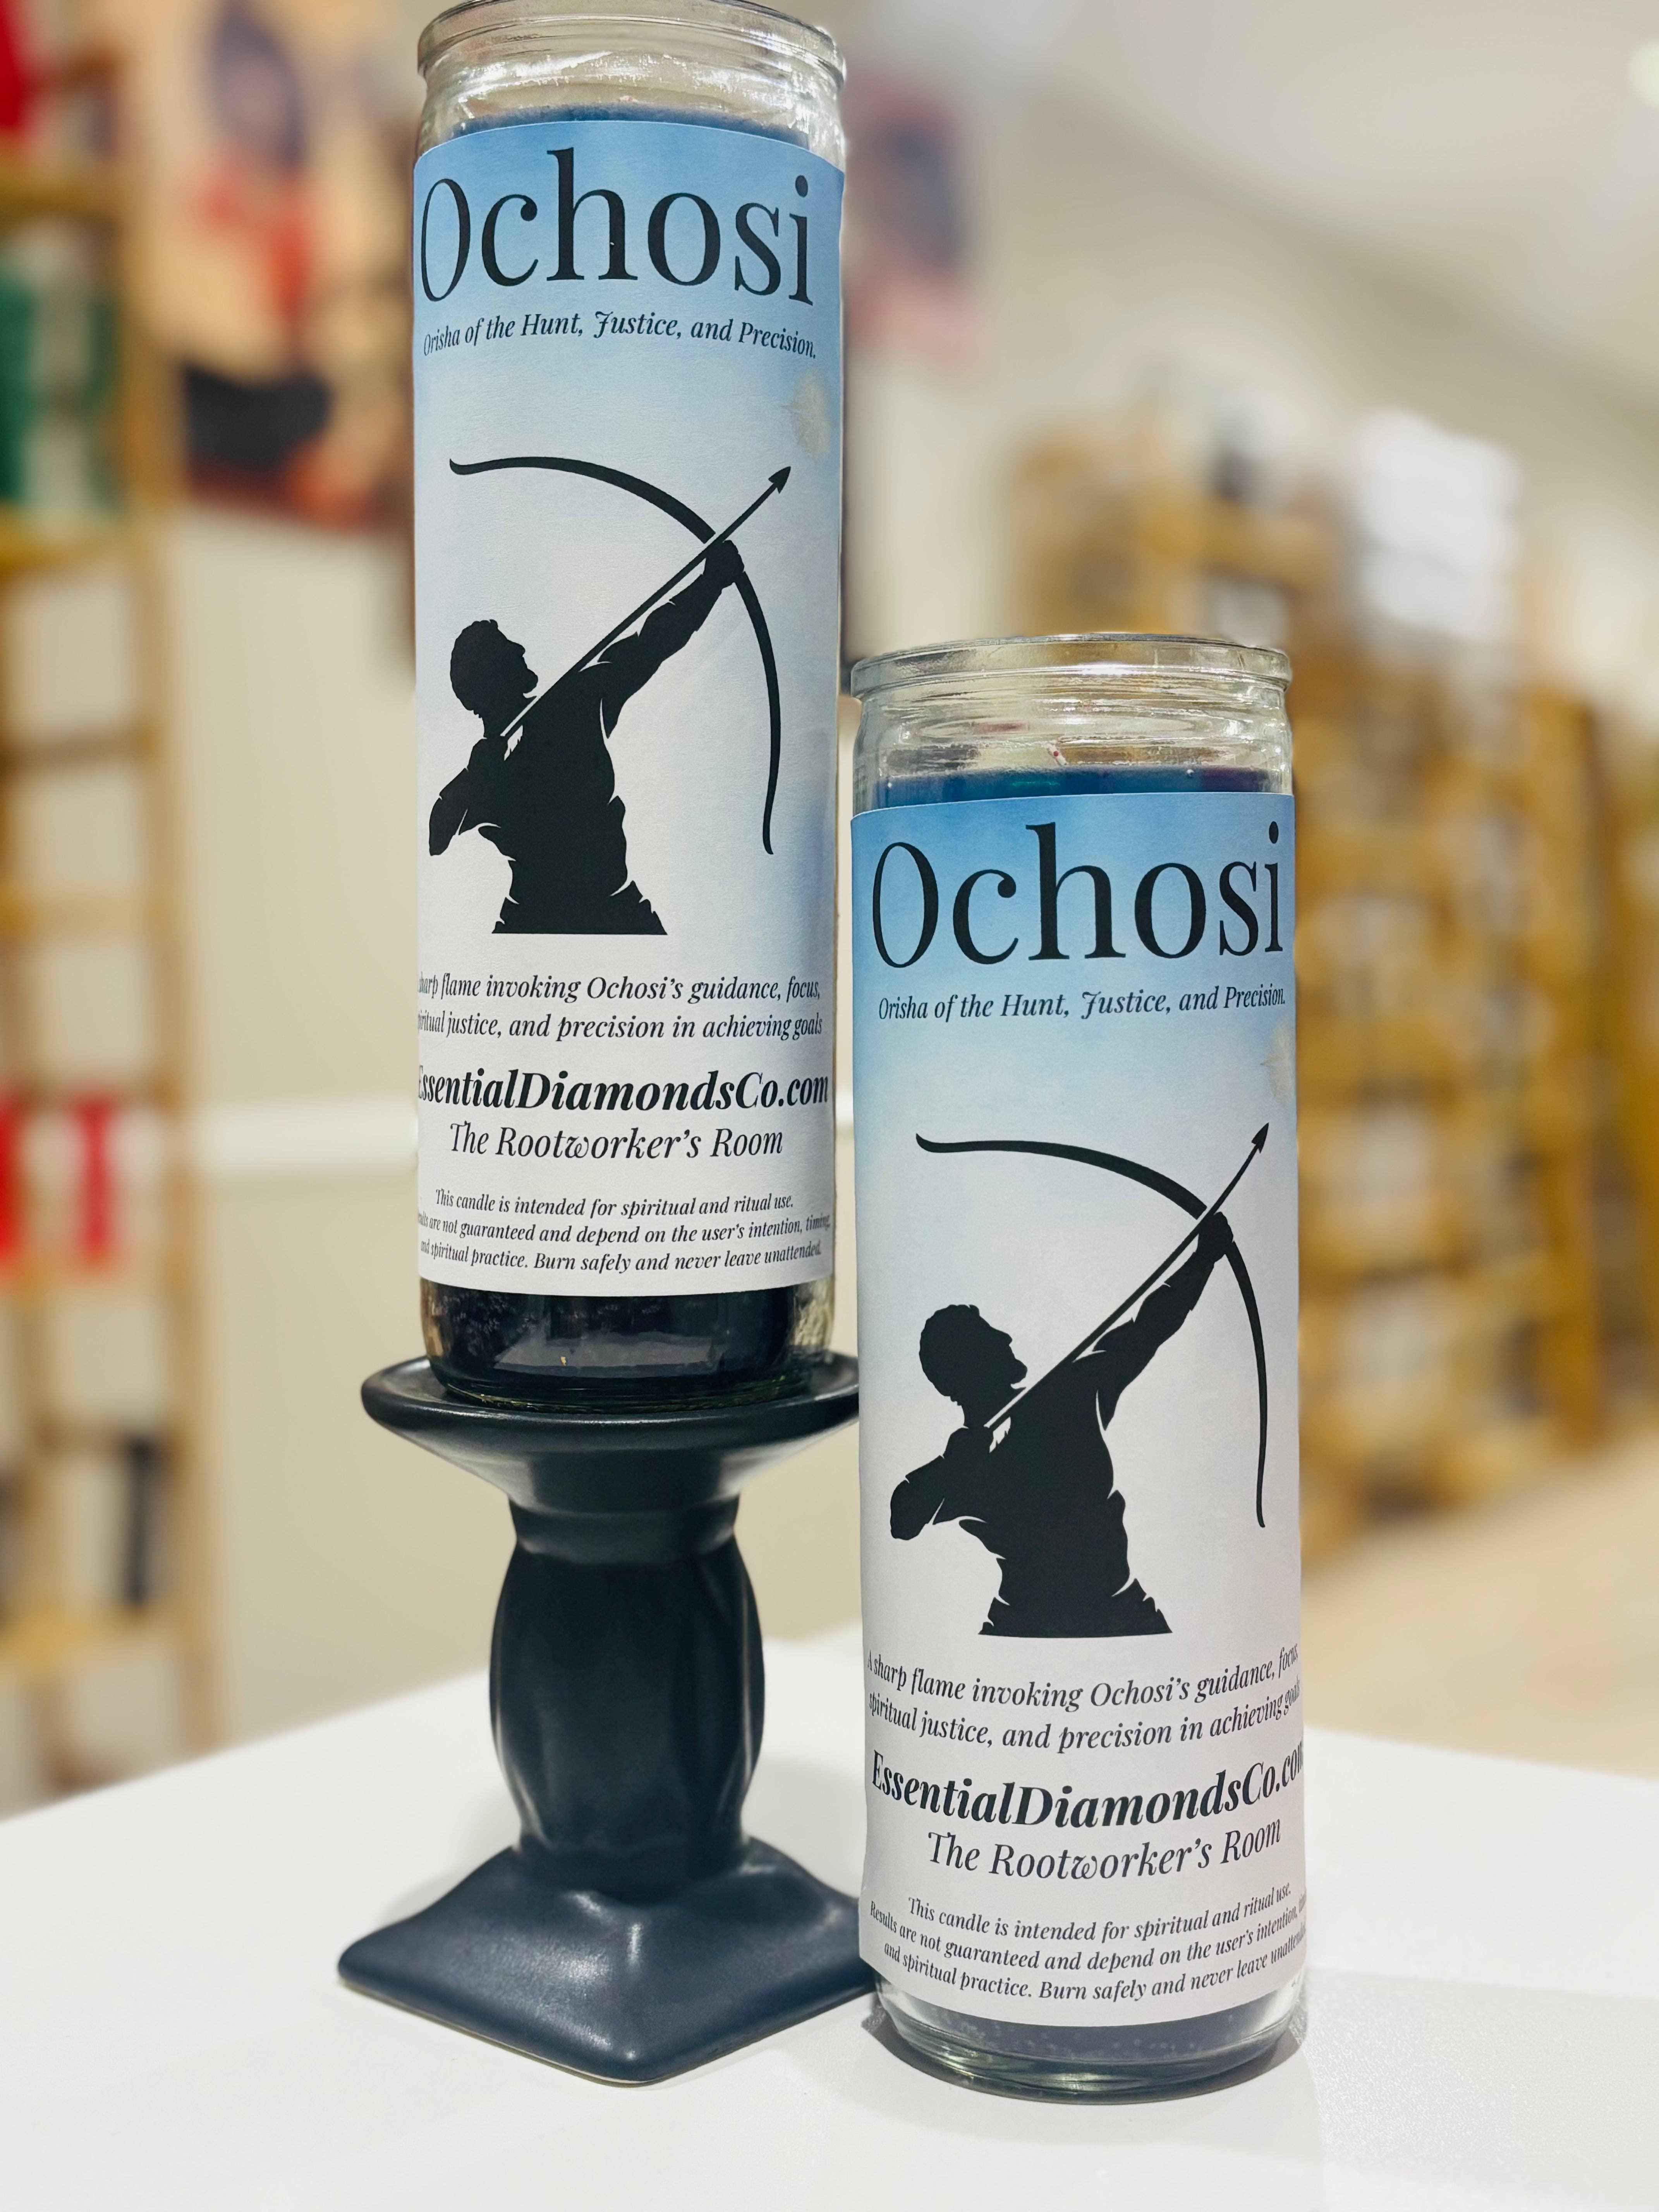 Ochosi
Orisha of the Hunt, Justice, and Precision.
sharp flame invoking Ochosi's guidance, focus,
spiritual justice, and precision in achieving goals
EssentialDiamondsCo.com
The Rootworker's Room
This candle is intended for spiritual and ritual use.
Results are not guaranteed and depend on the user's intention, timing,
and spiritual practice. Burn safely and never leave unattended.
Ochosi
Orisha of the Hunt, Justice, and Precision.
A sharp flame invoking Ochosi's guidance, focus,
spiritual justice, and precision in achieving goals
EssentialDiamondsCo.com
The Rootworker's Room
This candle is intended for spiritual and ritual use.
Results are not guaranteed and depend on the user's intention,
and spiritual practice. Burn safely and never leave unattended